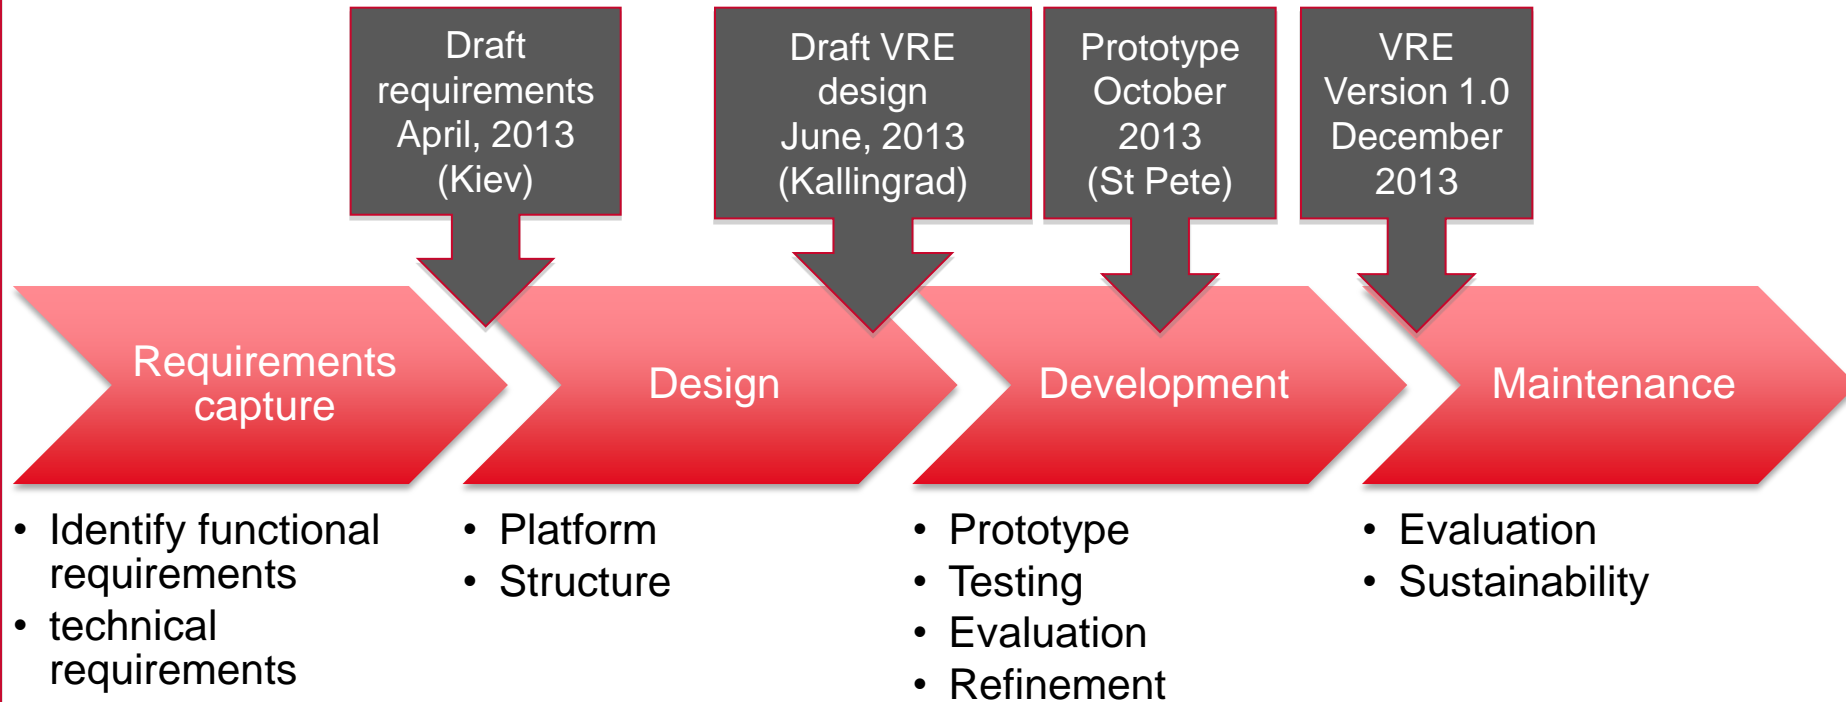 Draft
requirements
April, 2013
(Kiev)
Draft VRE
design
June, 2013
(Kallingrad)
Prototype
October
2013
(St Pete)
VRE
Version 1.0
December
2013
Requirements
capture
Design
Development
Maintenance
• Identify functional
requirements
• technical
requirements
• Platform
• Structure
• Prototype
• Testing
• Evaluation
• Refinement
• Evaluation
• Sustainability